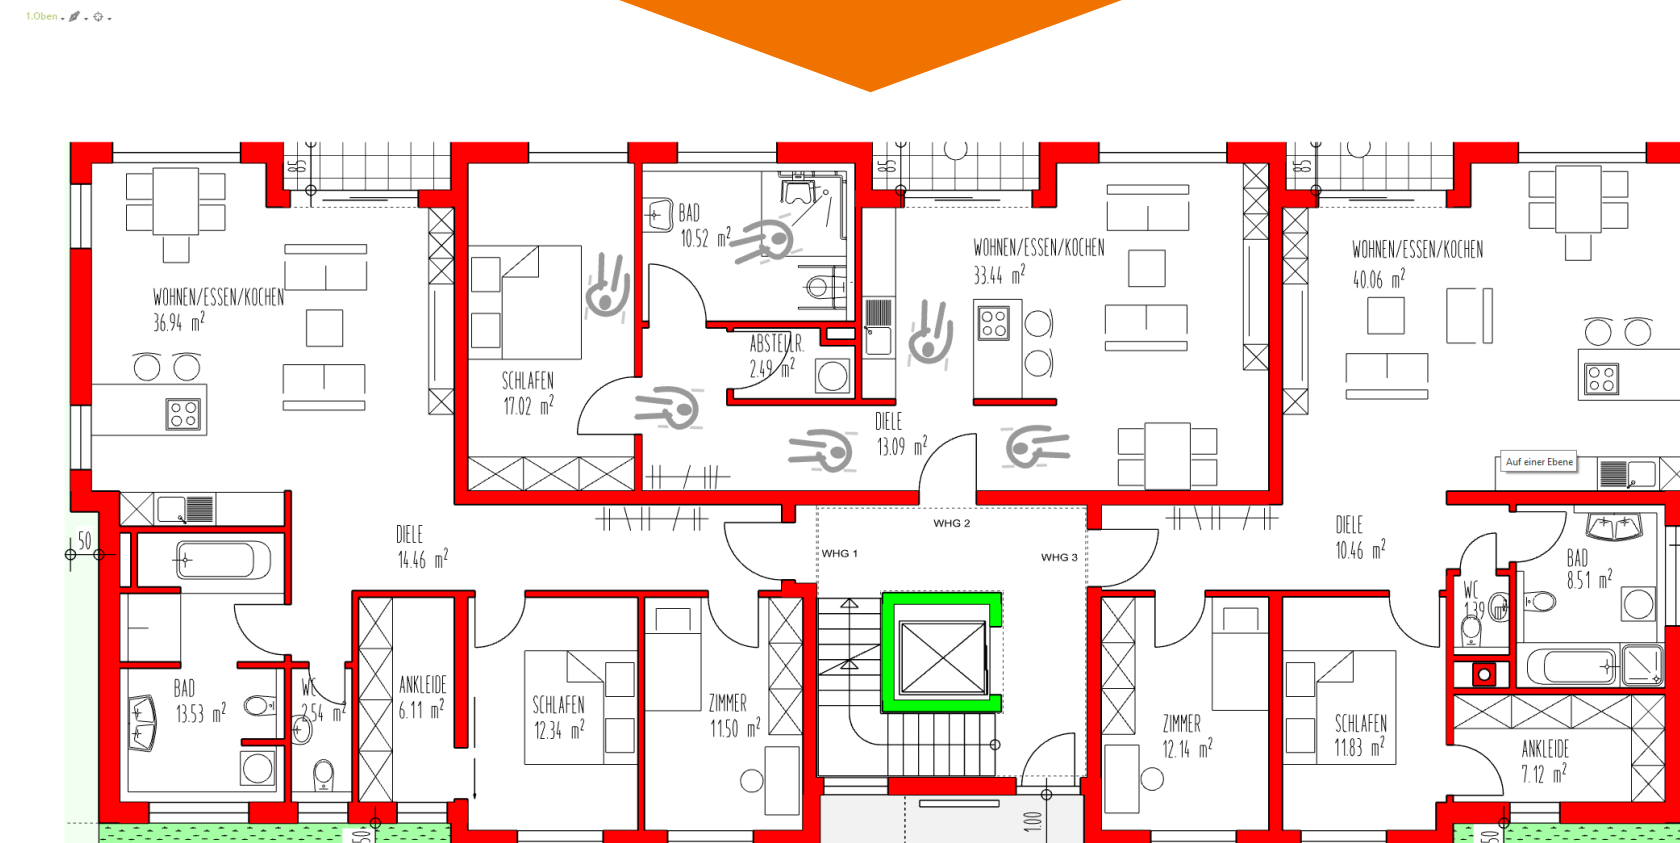 1.Oben
85
85
85
BAD
10.52 m²
WOHNEN/ESSEN/KOCHEN
33.44 m²
WOHNEN/ESSEN/KOCHEN
40.06 m²
WOHNEN/ESSEN/KOCHEN
36.94 m²
ABSTELLR.
2.49 m²
SCHLAFEN
17.02 m²
DIELE
13.09 m²
Auf einer Ebene
WHG 2
DIELE
14.46 m²
DIELE
10.46 m²
50
WHG 1
WHG 3
BAD
8.51 m²
WC
1.39 m²
BAD
13.53 m²
WC
2.54 m²
ANKLEIDE
6.11 m²
SCHLAFEN
12.34 m²
ZIMMER
11.50 m²
ZIMMER
12.14 m²
SCHLAFEN
11.83 m²
ANKLEIDE
7.12 m²
50
1.00
50